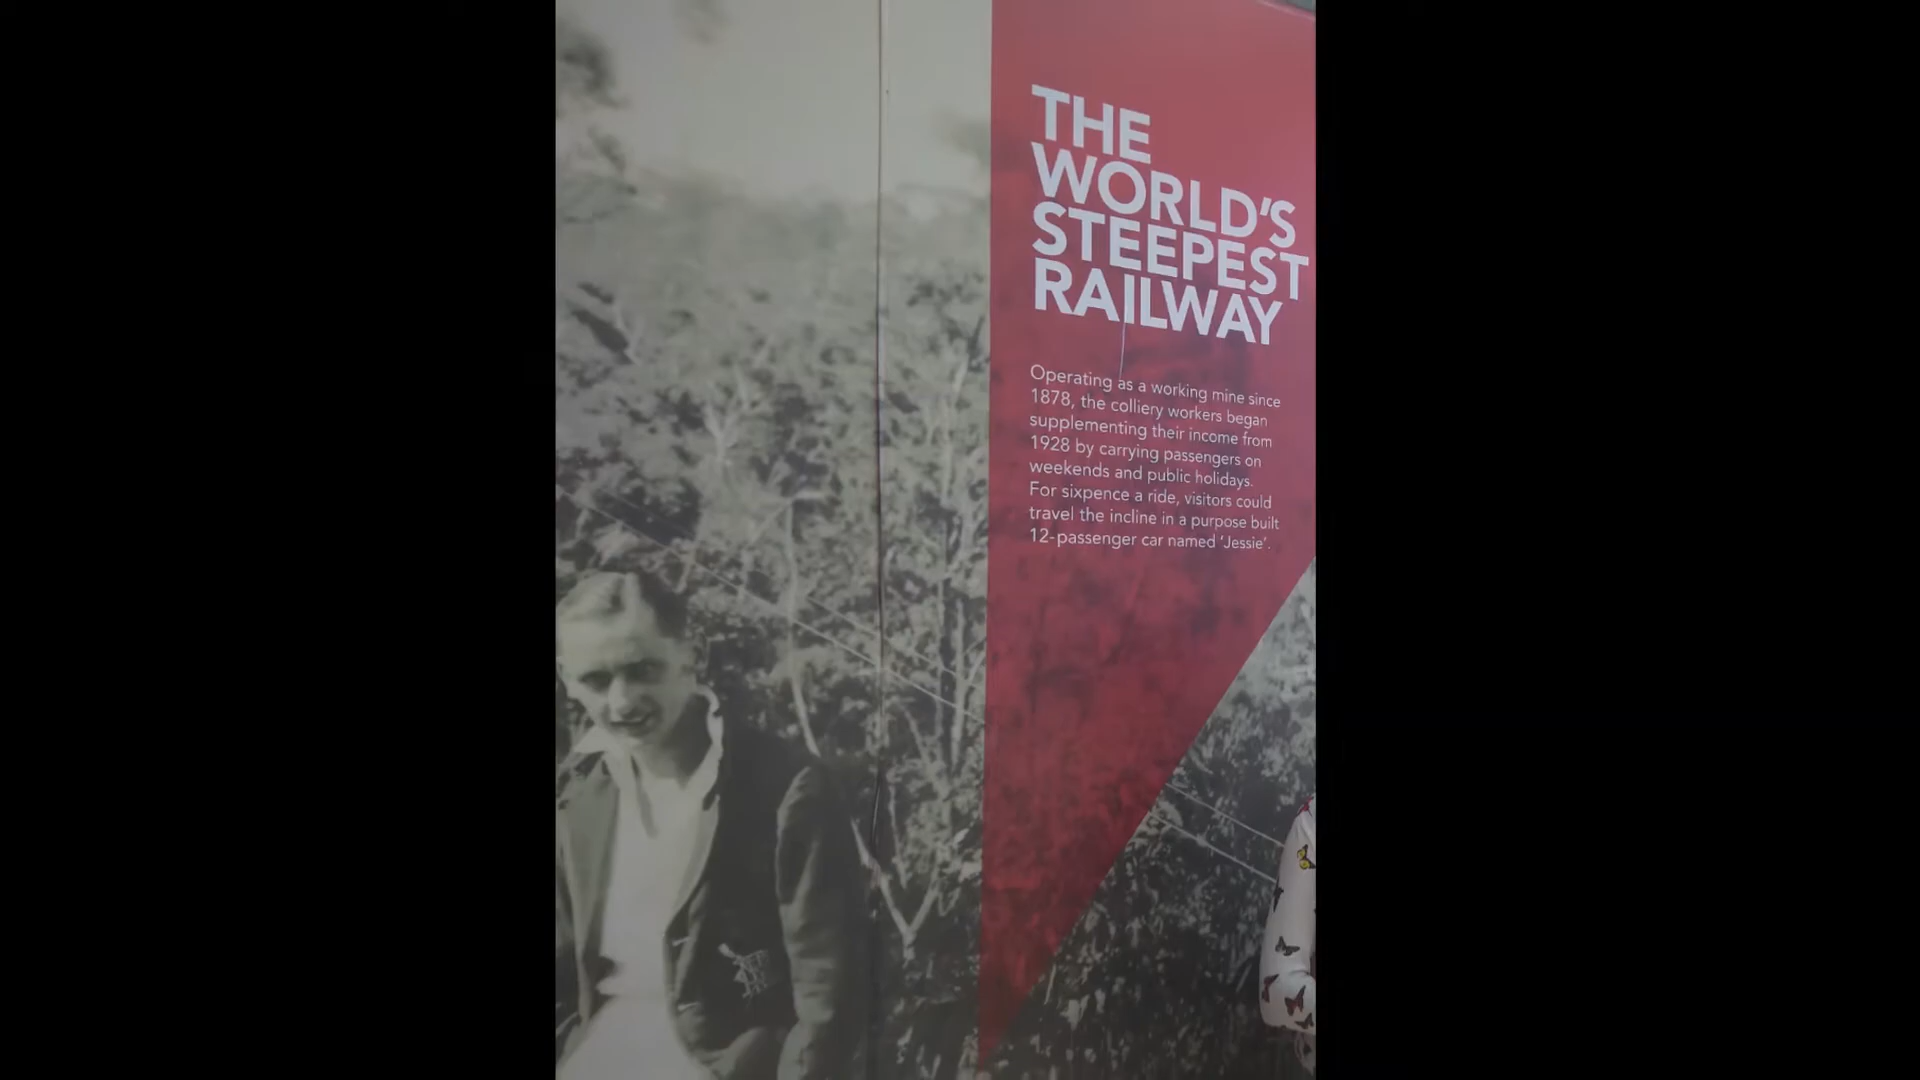 THE
WORLD'S
STEEPEST
RAILWAY
Operating as a working mine since
1878, the colliery workers began
supplementing their income from
1928 by carrying passengers on
weekends and public holidays.
For sixpence a ride, visitors could
travel the incline in a purpose built
12-passenger car named ‘Jessie’.